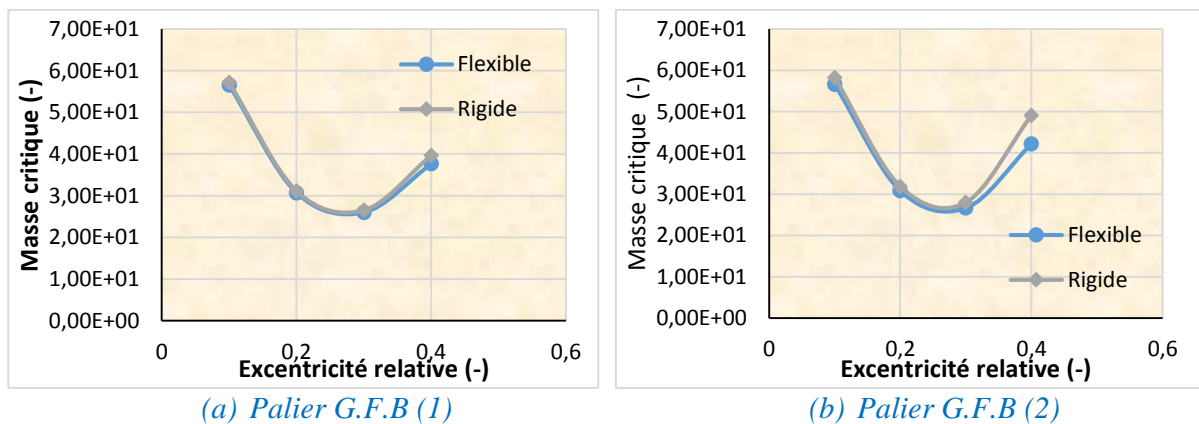 7,00E+01
6,00E+01
5,00E+01
4,00E+01
3,00E+01
2,00E+01
1,00E+01
0,00E+00
Masse critique (-)
Flexible
Rigide
0
0,2
0,4
0,6
Excentricité relative (-)
(a) Palier G.F.B (1)
7,00E+01
6,00E+01
5,00E+01
4,00E+01
3,00E+01
2,00E+01
1,00E+01
0,00E+00
Masse critique (-)
Flexible
Rigide
0
0,2
0,4
0,6
Excentricité relative (-)
(b) Palier G.F.B (2)